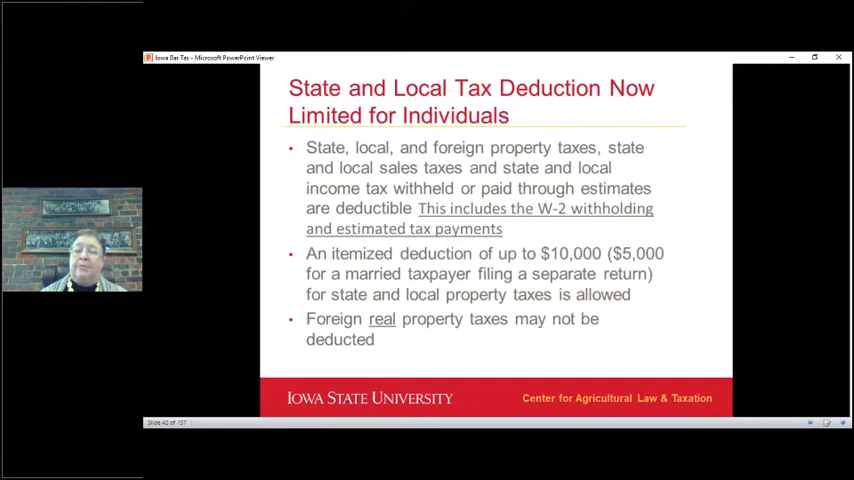 Iowa Bar Tax - Microsoft PowerPoint Viewer
State and Local Tax Deduction Now
Limited for Individuals
• State, local, and foreign property taxes, state
and local sales taxes and state and local
income tax withheld or paid through estimates
are deductible This includes the W-2 withholding
and estimated tax payments
• An itemized deduction of up to $10,000 ($5,000
for a married taxpayer filing a separate return)
for state and local property taxes is allowed
• Foreign real property taxes may not be
deducted
IOWA STATE UNIVERSITY
Center for Agricultural Law & Taxation
Slide 42 of 157